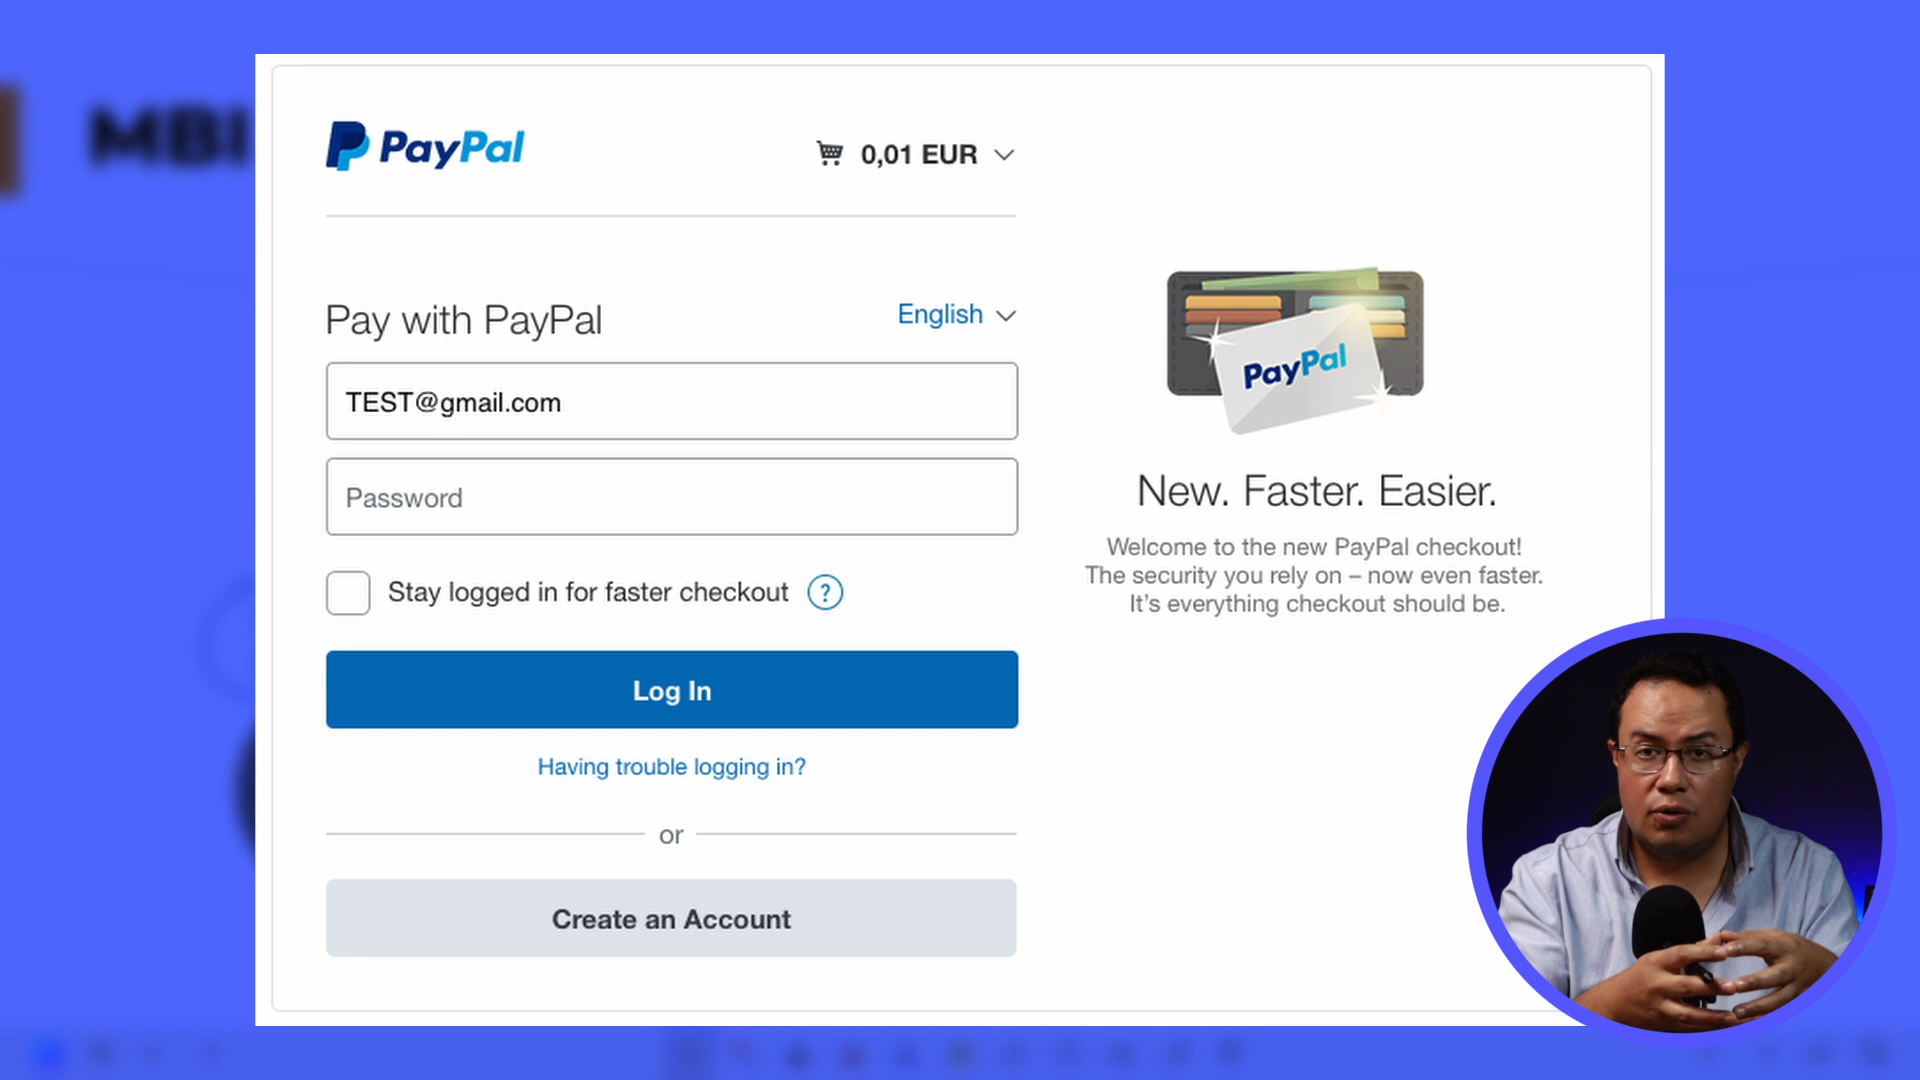 MBI
PayPal
0,01 EUR
Pay with PayPal
English
TEST@gmail.com
Password
Stay logged in for faster checkout ?
Log In
Having trouble logging in?
or
Create an Account
PayPal
New. Faster. Easier.
Welcome to the new PayPal checkout!
The security you rely on – now even faster.
It's everything checkout should be.